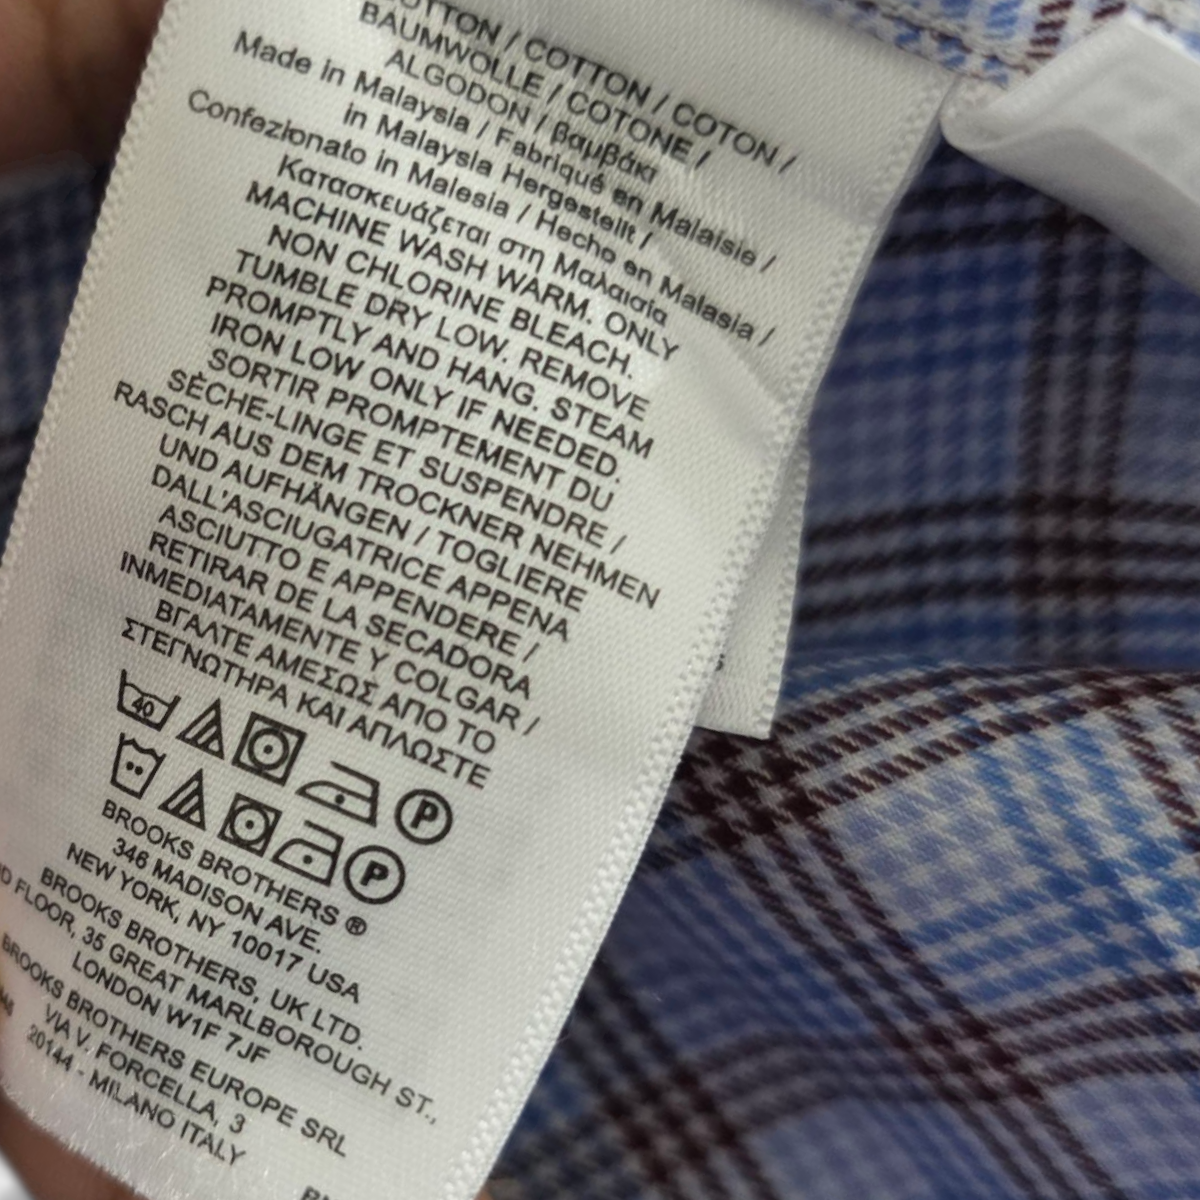 COTTON / COTTON / COTON /
BAUMWOLLE / COTONE /
ALGODON / βαμβάκι
Made in Malaysia / Fabriqué en Malaisie /
in Malaysia Hergestellt /
Confezionato in Malesia / Hecho en Malasia /
Κατασκευάζεται στη Μαλαισία
MACHINE WASH WARM. ONLY
NON CHLORINE BLEACH.
TUMBLE DRY LOW. REMOVE
PROMPTLY AND HANG. STEAM
IRON LOW ONLY IF NEEDED.
SORTIR PROMPTEMENT DU
SÈCHE-LINGE ET SUSPENDRE /
RASCH AUS DEM TROCKNER NEHMEN
UND AUFHÄNGEN / TOGLIERE
DALL'ASCIUGATRICE APPENA
ASCIUTTO E APPENDERE /
RETIRAR DE LA SECADORA
INMEDIATAMENTE Y COLGAR /
ΒΓΑΛΤΕ ΑΜΕΣΩΣ ΑΠΟ ΤΟ
ΣΤΕΓΝΩΤΗΡΑ ΚΑΙ ΑΠΛΩΣΤΕ
40 P
P
BROOKS BROTHERS ®
346 MADISON AVE.
NEW YORK, NY 10017 USA
BROOKS BROTHERS, UK LTD.
FLOOR, 35 GREAT MARLBOROUGH ST.,
LONDON W1F 7JF
BROOKS BROTHERS EUROPE SRL
VIA V. FORCELLA, 3
20144 - MILANO ITALY